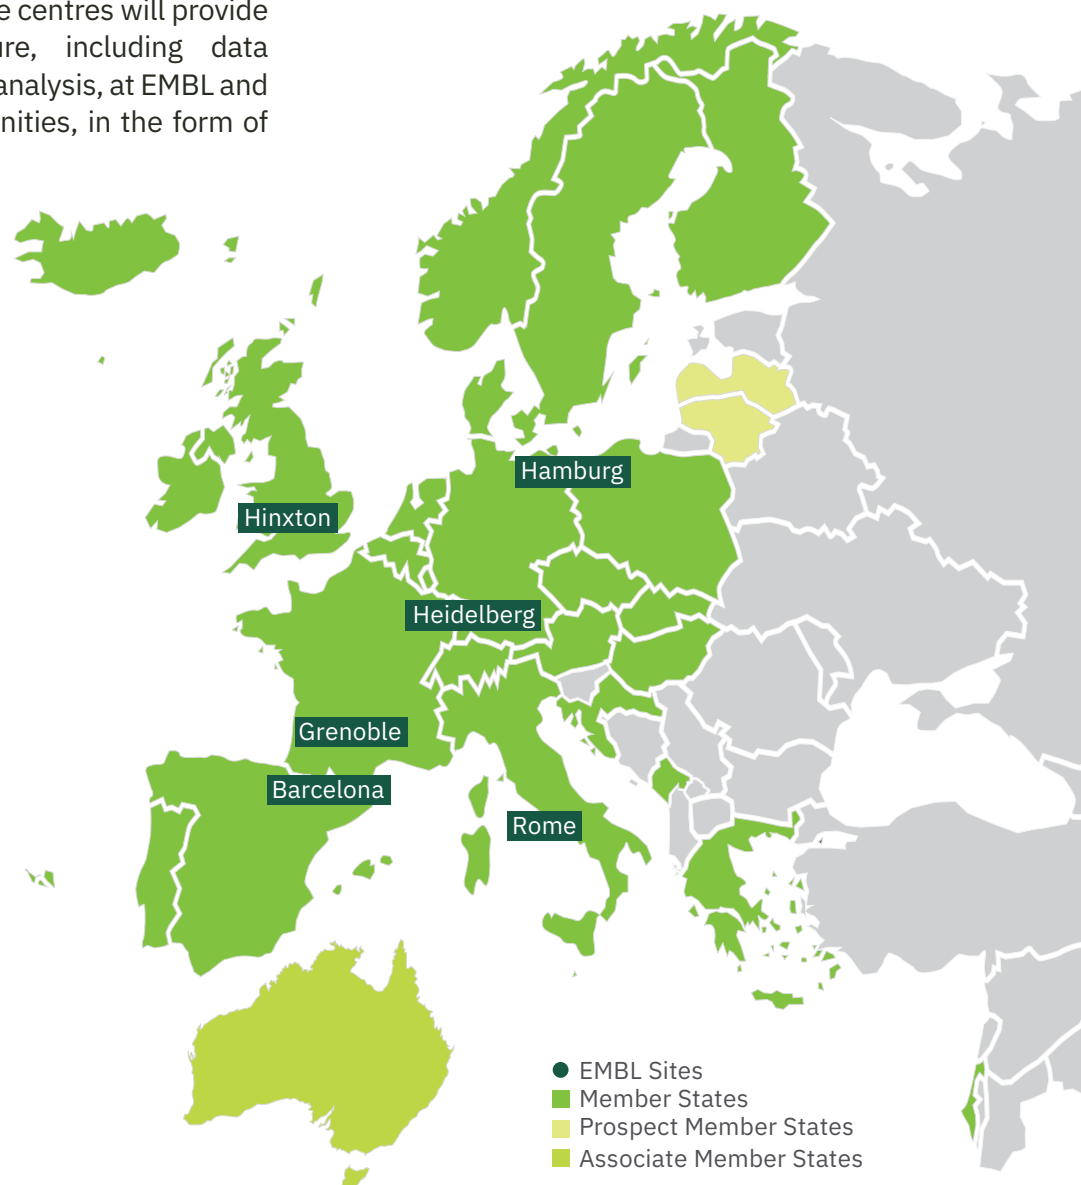 e centres will provide
ure, including data
analysis, at EMBL and
nities, in the form of
Hamburg
Hinxton
Heidelberg
Grenoble
Barcelona
Rome
EMBL Sites
Member States
Prospect Member States
Associate Member States